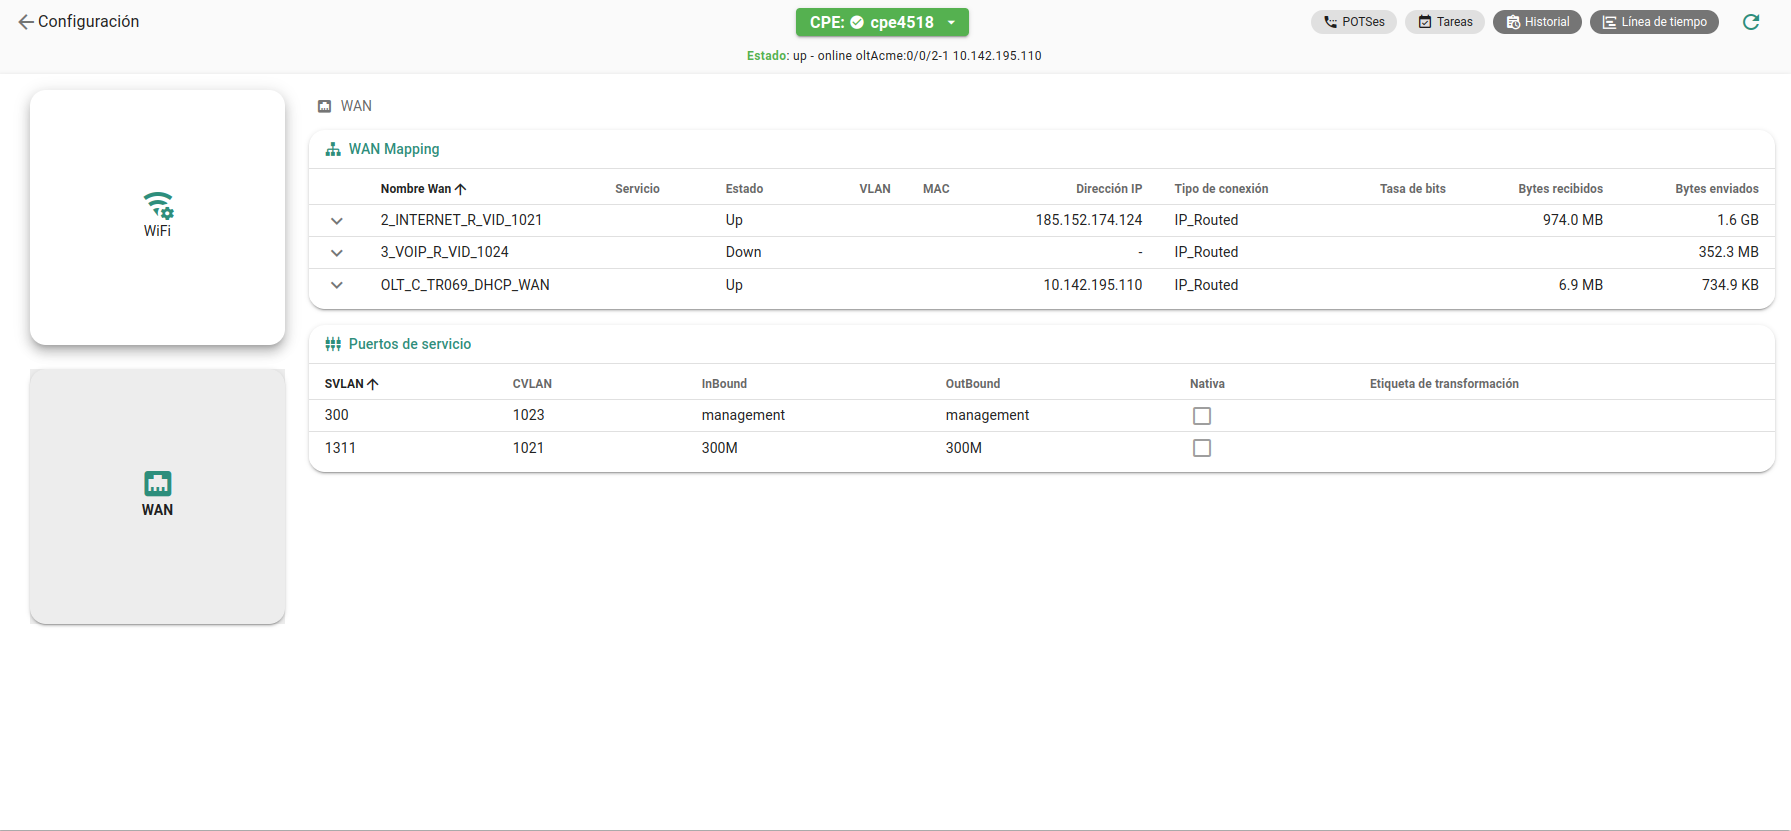 Configuración
CPE: cpe4518
POTSes
Tareas
Historial
Línea de tiempo
Estado: up - online oltAcme:0/0/2-1 10.142.195.110
WiFi
WAN
WAN
WAN Mapping
Nombre Wan Servicio Estado VLAN MAC Dirección IP Tipo de conexión Tasa de bits Bytes recibidos Bytes enviados
2_INTERNET_R_VID_1021 Up 185.152.174.124 IP_Routed 974.0 MB 1.6 GB
3_VOIP_R_VID_1024 Down - IP_Routed 352.3 MB
OLT_C_TR069_DHCP_WAN Up 10.142.195.110 IP_Routed 6.9 MB 734.9 KB
Puertos de servicio
SVLAN CVLAN InBound OutBound Nativa Etiqueta de transformación
300 1023 management management
1311 1021 300M 300M